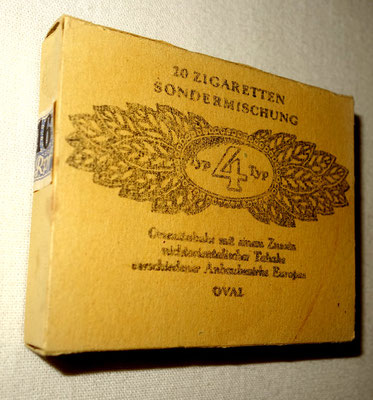 20 ZIGARETTEN
SONDERMISCHUNG
Typ 4 Typ
Orienttabake mit einem Zusatz
nichtorientalischer Tabake
verschiedener Anbaubezirke Europas
OVAL
16